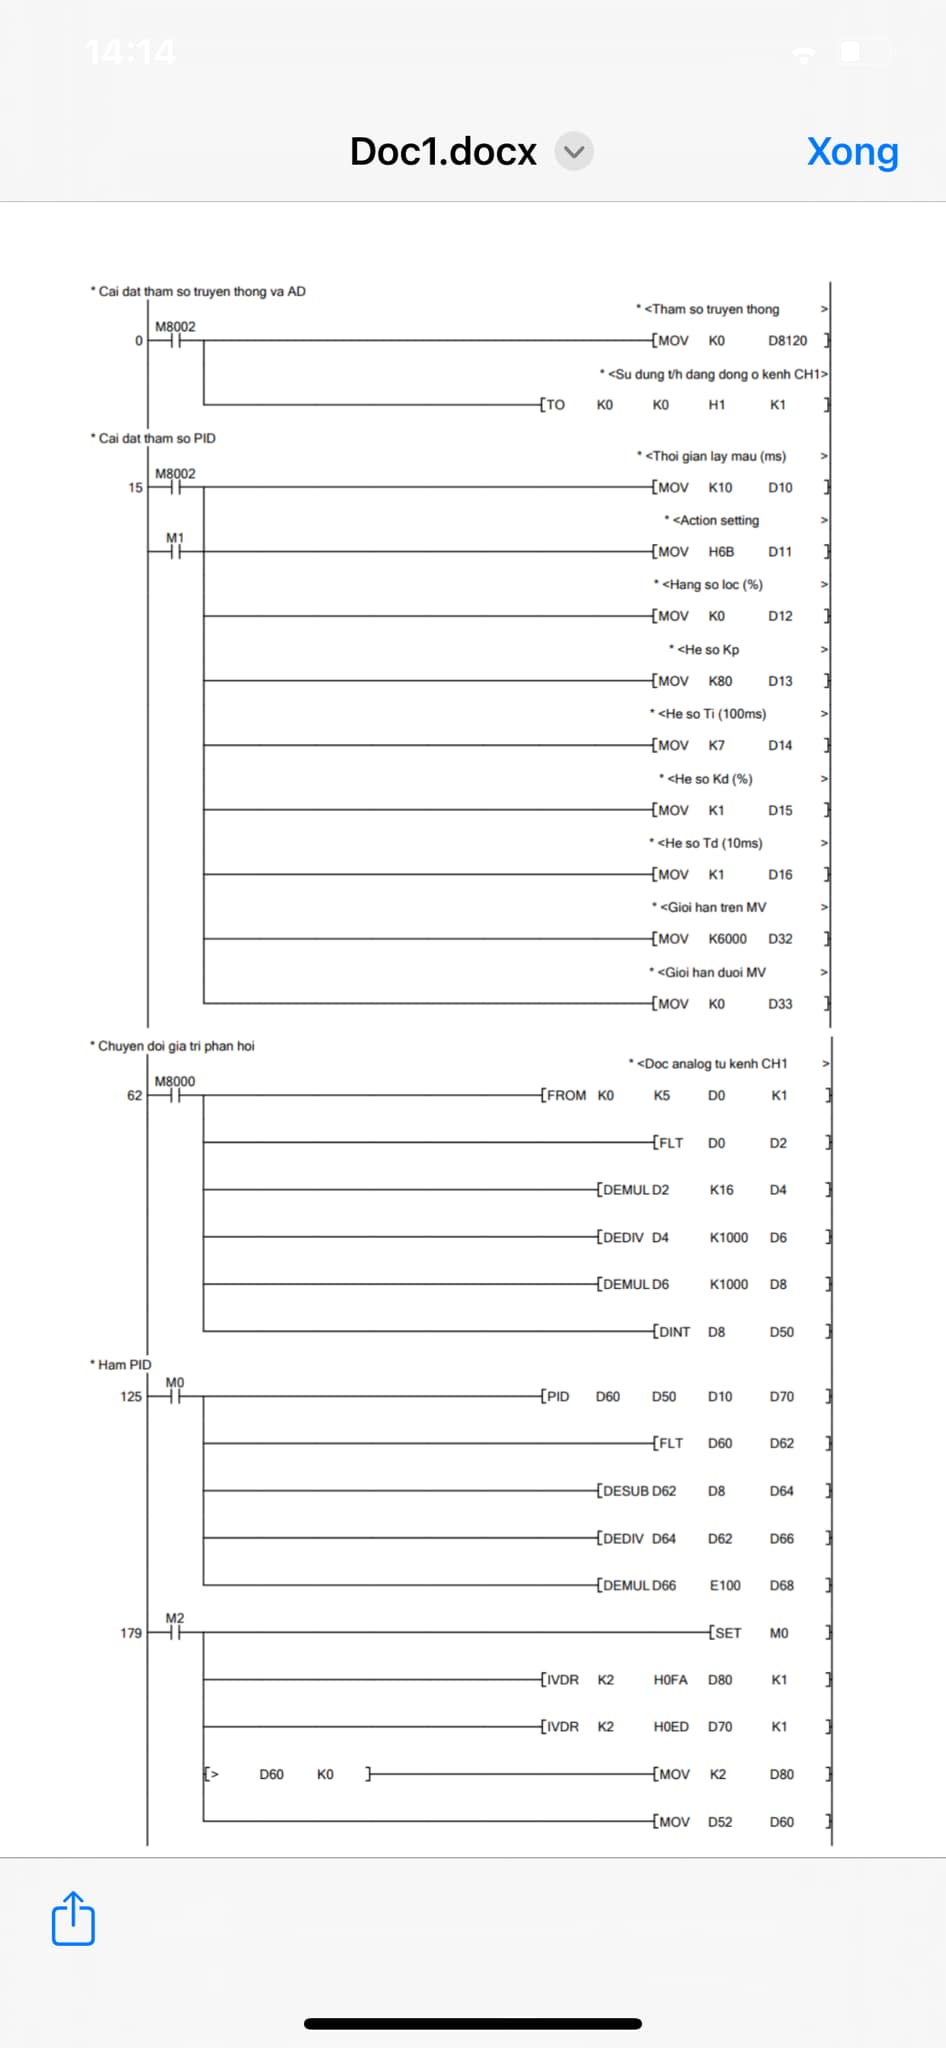 14:14
Doc1.docx
Xong
* Cai dat tham so truyen thong va AD
* <Tham so truyen thong >
M8002
0 [MOV K0 D8120 ]
* <Su dung t/h dang dong o kenh CH1>
[TO K0 K0 H1 K1 ]
* Cai dat tham so PID
* <Thoi gian lay mau (ms) >
M8002
15 [MOV K10 D10 ]
* <Action setting >
M1
[MOV H6B D11 ]
* <Hang so loc (%) >
[MOV K0 D12 ]
* <He so Kp >
[MOV K80 D13 ]
* <He so Ti (100ms) >
[MOV K7 D14 ]
* <He so Kd (%) >
[MOV K1 D15 ]
* <He so Td (10ms) >
[MOV K1 D16 ]
* <Gioi han tren MV >
[MOV K6000 D32 ]
* <Gioi han duoi MV >
[MOV K0 D33 ]
* Chuyen doi gia tri phan hoi
* <Doc analog tu kenh CH1 >
M8000
62 [FROM K0 K5 D0 K1 ]
[FLT D0 D2 ]
[DEMUL D2 K16 D4 ]
[DEDIV D4 K1000 D6 ]
[DEMUL D6 K1000 D8 ]
[DINT D8 D50 ]
* Ham PID
M0
125 [PID D60 D50 D10 D70 ]
[FLT D60 D62 ]
[DESUB D62 D8 D64 ]
[DEDIV D64 D62 D66 ]
[DEMUL D66 E100 D68 ]
M2
179 [SET M0 ]
[IVDR K2 H0FA D80 K1 ]
[IVDR K2 H0ED D70 K1 ]
[> D60 K0 ] [MOV K2 D80 ]
[MOV D52 D60 ]